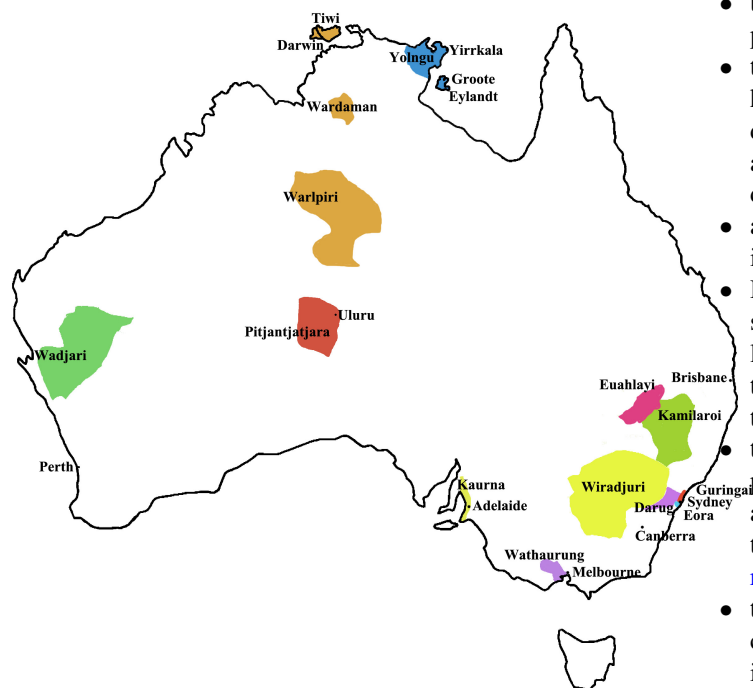 Tiwi
Darwin
Yolngu
Yirrkala
Groote
Eylandt
Wardaman
Warlpiri
Uluru
Pitjantjatjara
Wadjari
Euahlayi
Brisbane
Kamilaroi
Perth
Kaurna
Adelaide
Wiradjuri
Guringai
Darug
Sydney
Eora
Canberra
Wathaurung
Melbourne